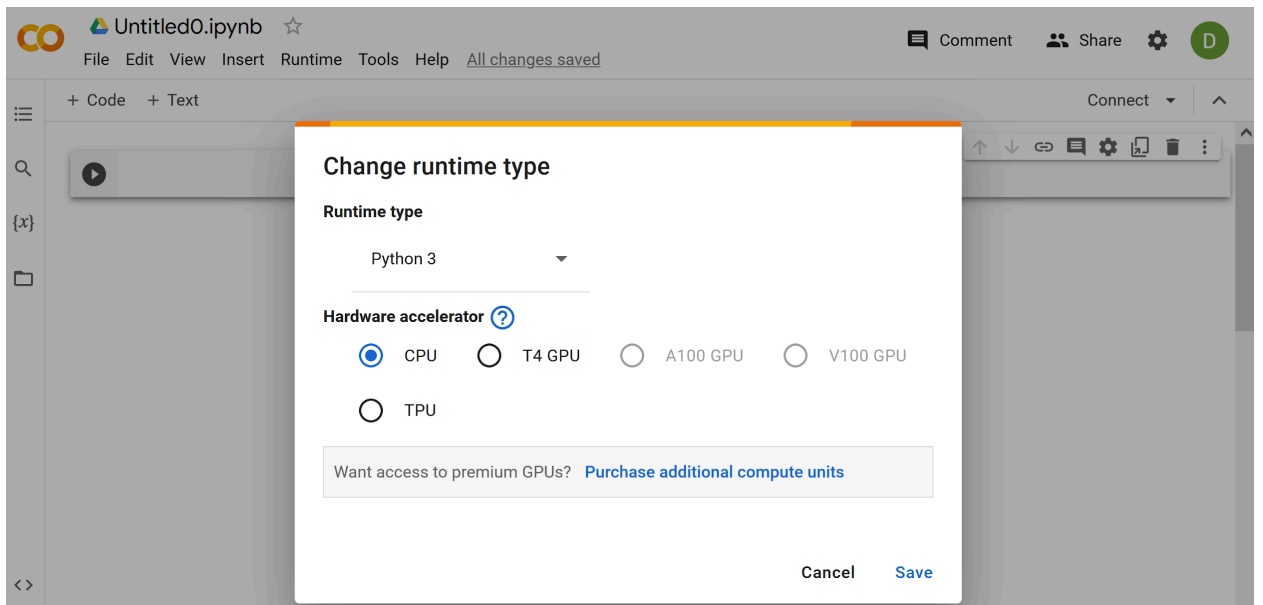 Untitled0.ipynb
Comment Share D
File Edit View Insert Runtime Tools Help All changes saved
+ Code + Text Connect
Change runtime type
Runtime type
{x}
Python 3
Hardware accelerator ?
CPU T4 GPU A100 GPU V100 GPU
TPU
Want access to premium GPUs? Purchase additional compute units
Cancel Save